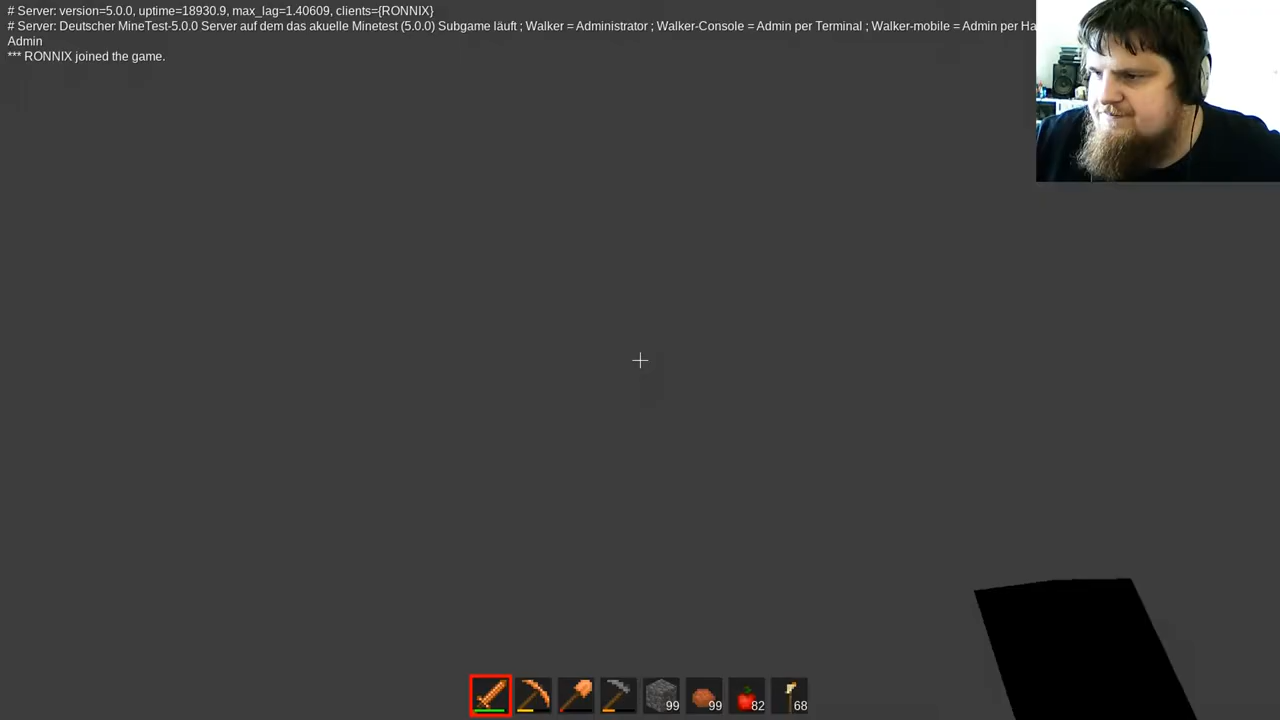 # Server: version=5.0.0, uptime=18930.9, max_lag=1.40609, clients={RONNIX}
# Server: Deutscher MineTest-5.0.0 Server auf dem das akuelle Minetest (5.0.0) Subgame läuft ; Walker = Administrator ; Walker-Console = Admin per Terminal ; Walker-mobile = Admin per Ha
Admin
*** RONNIX joined the game.
99 99 82 68